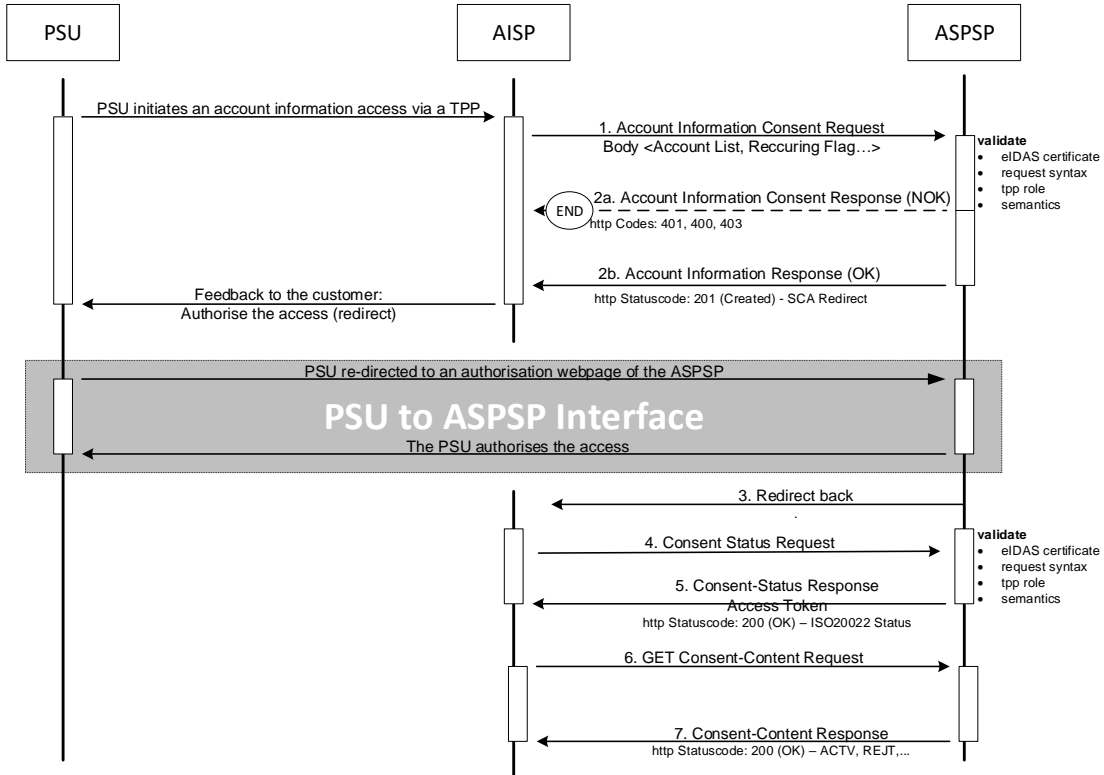 PSU
AISP
ASPSP
PSU initiates an account information access via a TPP
1. Account Information Consent Request
Body <Account List, Reccuring Flag…>
validate
• eIDAS certificate
• request syntax
• tpp role
• semantics
2a. Account Information Consent Response (NOK)
END
http Codes: 401, 400, 403
2b. Account Information Response (OK)
http Statuscode: 201 (Created) - SCA Redirect
Feedback to the customer:
Authorise the access (redirect)
PSU re-directed to an authorisation webpage of the ASPSP
PSU to ASPSP Interface
The PSU authorises the access
3. Redirect back
.
4. Consent Status Request
validate
• eIDAS certificate
• request syntax
• tpp role
• semantics
5. Consent-Status Response
Access Token
http Statuscode: 200 (OK) – ISO20022 Status
6. GET Consent-Content Request
7. Consent-Content Response
http Statuscode: 200 (OK) – ACTV, REJT,...